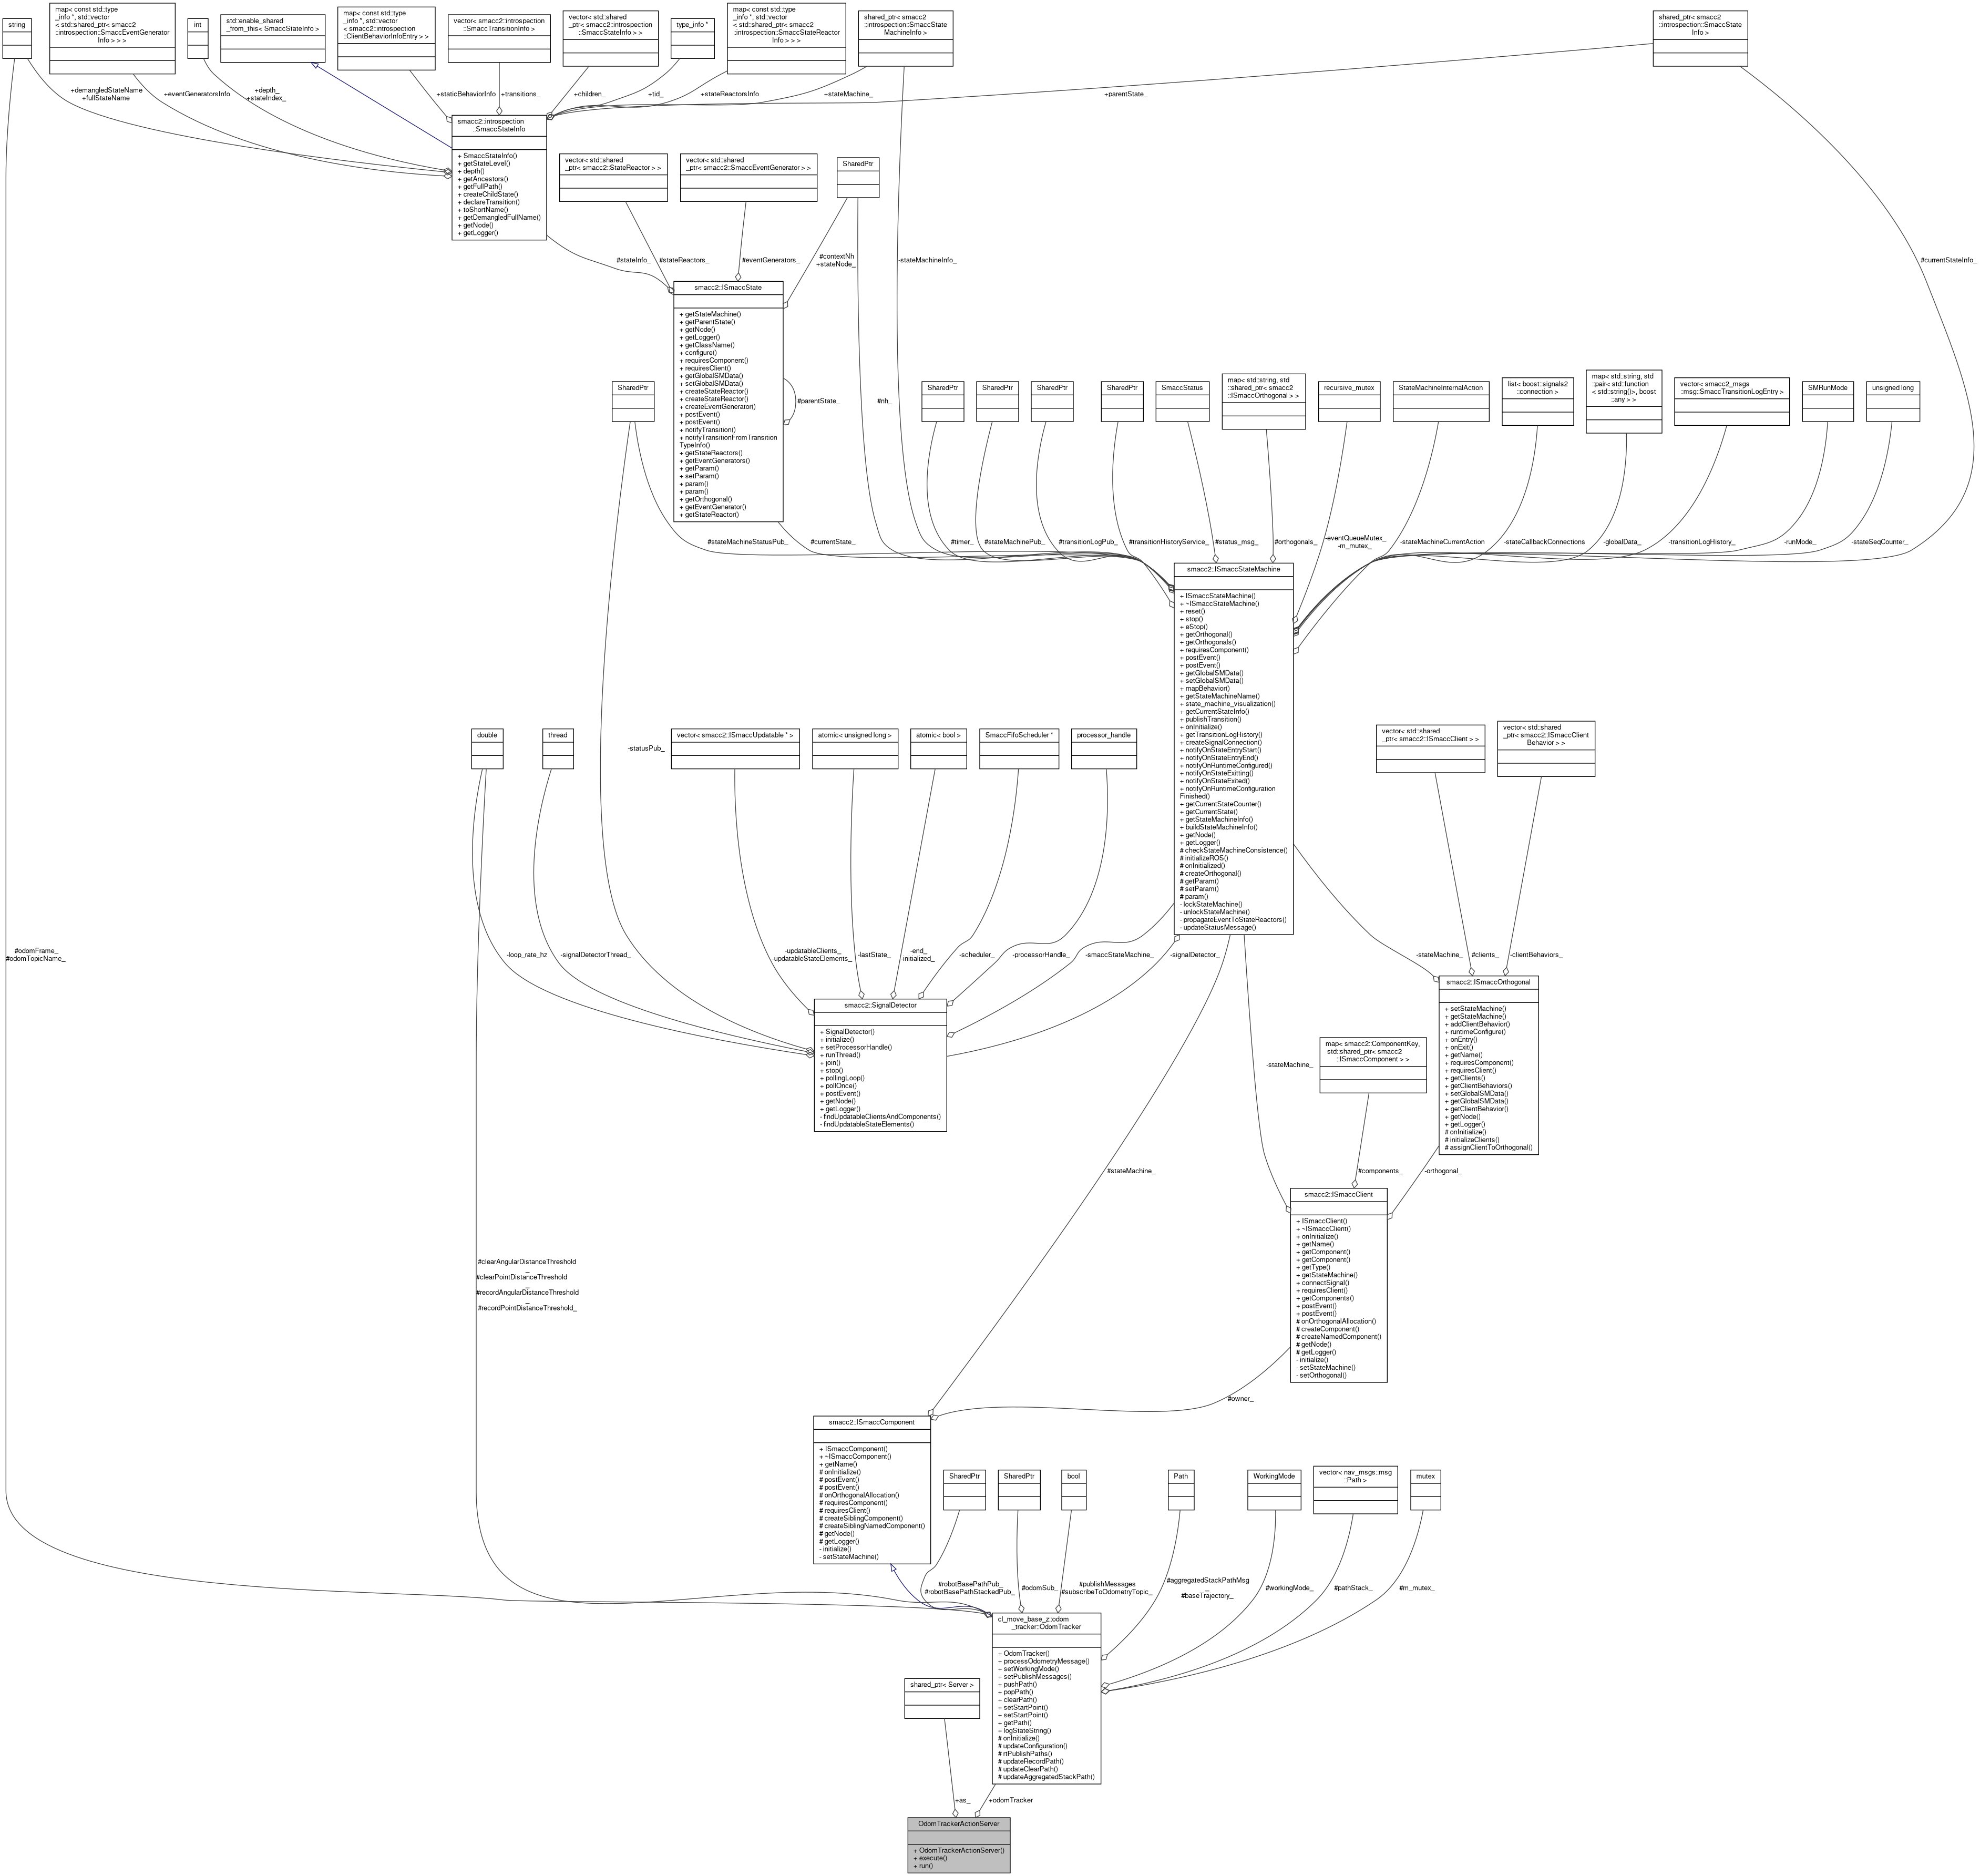 string
map< const std::type
_info *, std::vector
< std::shared_ptr< smacc2
::introspection::SmaccEventGenerator
Info > > >
int
std::enable_shared
_from_this< SmaccStateInfo >
map< const std::type
_info *, std::vector
< smacc2::introspection
::ClientBehaviorInfoEntry > >
vector< smacc2::introspection
::SmaccTransitionInfo >
vector< std::shared
_ptr< smacc2::introspection
::SmaccStateInfo > >
type_info *
map< const std::type
_info *, std::vector
< std::shared_ptr< smacc2
::introspection::SmaccStateReactor
Info > > >
shared_ptr< smacc2
::introspection::SmaccState
MachineInfo >
shared_ptr< smacc2
::introspection::SmaccState
Info >
+demangledStateName
+fullStateName
+eventGeneratorsInfo
+depth_
+stateIndex_
+staticBehaviorInfo
+transitions_
+children_
+tid_
+stateReactorsInfo
+stateMachine_
+parentState_
smacc2::introspection
::SmaccStateInfo
+ SmaccStateInfo()
+ getStateLevel()
+ depth()
+ getAncestors()
+ getFullPath()
+ createChildState()
+ declareTransition()
+ toShortName()
+ getDemangledFullName()
+ getNode()
+ getLogger()
vector< std::shared
_ptr< smacc2::StateReactor > >
vector< std::shared
_ptr< smacc2::SmaccEventGenerator > >
SharedPtr
#stateInfo_
#stateReactors_
#eventGenerators_
#contextNh
+stateNode_
-stateMachineInfo_
#currentStateInfo_
smacc2::ISmaccState
+ getStateMachine()
+ getParentState()
+ getNode()
+ getLogger()
+ getClassName()
+ configure()
+ requiresComponent()
+ requiresClient()
+ getGlobalSMData()
+ setGlobalSMData()
+ createStateReactor()
+ createStateReactor()
+ createEventGenerator()
+ postEvent()
+ postEvent()
+ notifyTransition()
+ notifyTransitionFromTransition
TypeInfo()
+ getStateReactors()
+ getEventGenerators()
+ getParam()
+ setParam()
+ param()
+ param()
+ getOrthogonal()
+ getEventGenerator()
+ getStateReactor()
#parentState_
#nh_
SharedPtr
SharedPtr
SharedPtr
SharedPtr
SharedPtr
SmaccStatus
map< std::string, std
::shared_ptr< smacc2
::ISmaccOrthogonal > >
recursive_mutex
StateMachineInternalAction
list< boost::signals2
::connection >
map< std::string, std
::pair< std::function
< std::string()>, boost
::any > >
vector< smacc2_msgs
::msg::SmaccTransitionLogEntry >
SMRunMode
unsigned long
#stateMachineStatusPub_
#currentState_
#timer_
#stateMachinePub_
#transitionLogPub_
#transitionHistoryService_
#status_msg_
#orthogonals_
-eventQueueMutex_
-m_mutex_
-stateMachineCurrentAction
-stateCallbackConnections
-globalData_
-transitionLogHistory_
-runMode_
-stateSeqCounter_
smacc2::ISmaccStateMachine
+ ISmaccStateMachine()
+ ~ISmaccStateMachine()
+ reset()
+ stop()
+ eStop()
+ getOrthogonal()
+ getOrthogonals()
+ requiresComponent()
+ postEvent()
+ postEvent()
+ getGlobalSMData()
+ setGlobalSMData()
+ mapBehavior()
+ getStateMachineName()
+ state_machine_visualization()
+ getCurrentStateInfo()
+ publishTransition()
+ onInitialize()
+ getTransitionLogHistory()
+ createSignalConnection()
+ notifyOnStateEntryStart()
+ notifyOnStateEntryEnd()
+ notifyOnRuntimeConfigured()
+ notifyOnStateExitting()
+ notifyOnStateExited()
+ notifyOnRuntimeConfiguration
Finished()
+ getCurrentStateCounter()
+ getCurrentState()
+ getStateMachineInfo()
+ buildStateMachineInfo()
+ getNode()
+ getLogger()
# checkStateMachineConsistence()
# initializeROS()
# onInitialized()
# createOrthogonal()
# getParam()
# setParam()
# param()
- lockStateMachine()
- unlockStateMachine()
- propagateEventToStateReactors()
- updateStatusMessage()
double
thread
-statusPub_
vector< smacc2::ISmaccUpdatable * >
atomic< unsigned long >
atomic< bool >
SmaccFifoScheduler *
processor_handle
vector< std::shared
_ptr< smacc2::ISmaccClient > >
vector< std::shared
_ptr< smacc2::ISmaccClient
Behavior > >
#odomFrame_
#odomTopicName_
-loop_rate_hz
-signalDetectorThread_
-updatableClients_
-updatableStateElements_
-lastState_
-end_
-initialized_
-scheduler_
-processorHandle_
-smaccStateMachine_
-signalDetector_
-stateMachine_
#clients_
-clientBehaviors_
smacc2::SignalDetector
+ SignalDetector()
+ initialize()
+ setProcessorHandle()
+ runThread()
+ join()
+ stop()
+ pollingLoop()
+ pollOnce()
+ postEvent()
+ getNode()
+ getLogger()
- findUpdatableClientsAndComponents()
- findUpdatableStateElements()
smacc2::ISmaccOrthogonal
+ setStateMachine()
+ getStateMachine()
+ addClientBehavior()
+ runtimeConfigure()
+ onEntry()
+ onExit()
+ getName()
+ requiresComponent()
+ requiresClient()
+ getClients()
+ getClientBehaviors()
+ setGlobalSMData()
+ getGlobalSMData()
+ getClientBehavior()
+ getNode()
+ getLogger()
# onInitialize()
# initializeClients()
# assignClientToOrthogonal()
map< smacc2::ComponentKey,
std::shared_ptr< smacc2
::ISmaccComponent > >
-stateMachine_
#stateMachine_
#components_
-orthogonal_
smacc2::ISmaccClient
+ ISmaccClient()
+ ~ISmaccClient()
+ onInitialize()
+ getName()
+ getComponent()
+ getComponent()
+ getType()
+ getStateMachine()
+ connectSignal()
+ requiresClient()
+ getComponents()
+ postEvent()
+ postEvent()
# onOrthogonalAllocation()
# createComponent()
# createNamedComponent()
# getNode()
# getLogger()
- initialize()
- setStateMachine()
- setOrthogonal()
#clearAngularDistanceThreshold
_
#clearPointDistanceThreshold
_
#recordAngularDistanceThreshold
_
#recordPointDistanceThreshold_
#owner_
smacc2::ISmaccComponent
+ ISmaccComponent()
+ ~ISmaccComponent()
+ getName()
# onInitialize()
# postEvent()
# postEvent()
# onOrthogonalAllocation()
# requiresComponent()
# requiresClient()
# createSiblingComponent()
# createSiblingNamedComponent()
# getNode()
# getLogger()
- initialize()
- setStateMachine()
SharedPtr
SharedPtr
bool
Path
WorkingMode
vector< nav_msgs::msg
::Path >
mutex
#robotBasePathPub_
#robotBasePathStackedPub_
#odomSub_
#publishMessages
#subscribeToOdometryTopic_
#aggregatedStackPathMsg
_
#baseTrajectory_
#workingMode_
#pathStack_
#m_mutex_
cl_move_base_z::odom
_tracker::OdomTracker
+ OdomTracker()
+ processOdometryMessage()
+ setWorkingMode()
+ setPublishMessages()
+ pushPath()
+ popPath()
+ clearPath()
+ setStartPoint()
+ setStartPoint()
+ getPath()
+ logStateString()
# onInitialize()
# updateConfiguration()
# rtPublishPaths()
# updateRecordPath()
# updateClearPath()
# updateAggregatedStackPath()
shared_ptr< Server >
+as_
+odomTracker
OdomTrackerActionServer
+ OdomTrackerActionServer()
+ execute()
+ run()